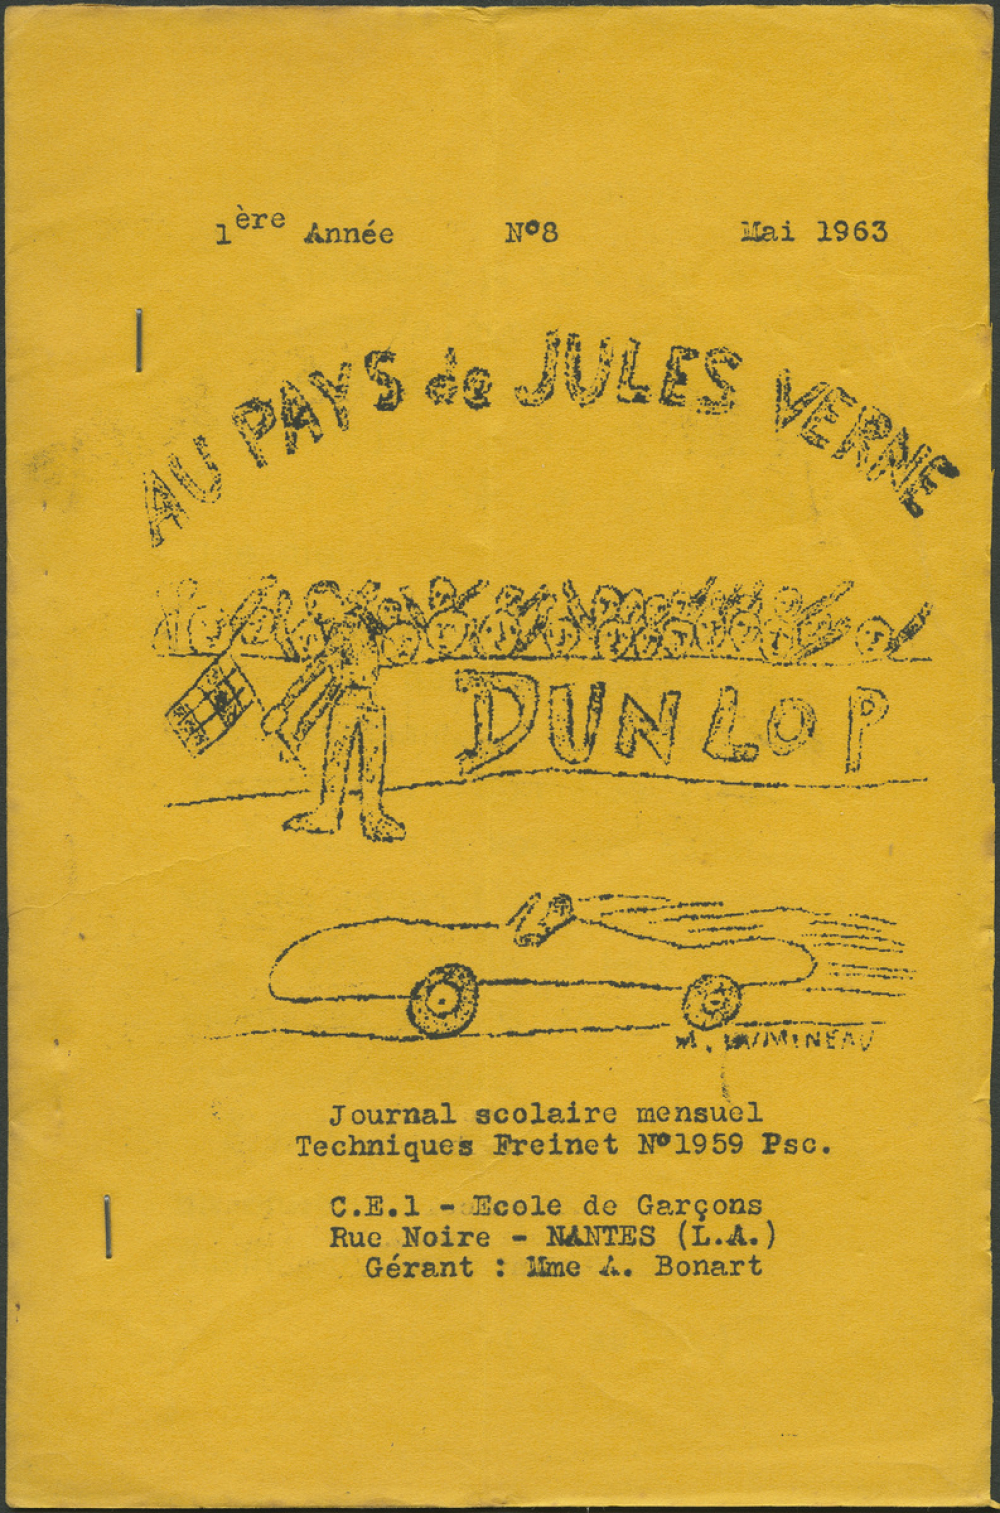 1ère Année N°8 Mai 1963
AU PAYS de JULES VERNE
DUNLOP
M.
Journal scolaire mensuel
Techniques Freinet N°1959 Psc.
C.E.1 - Ecole de Garçons
Rue Noire - NANTES (L.A.)
Gérant : Mme A. Bonart